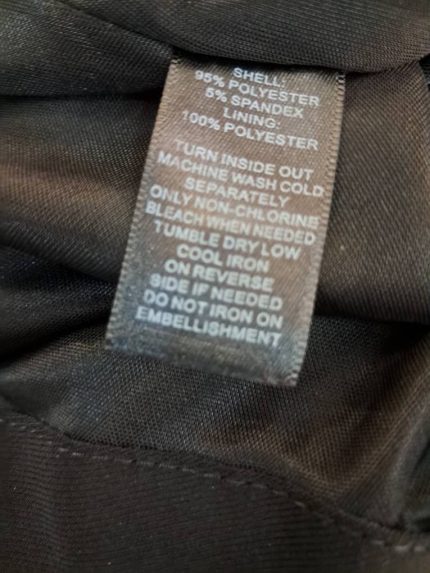 SHELL:
95% POLYESTER
5% SPANDEX
LINING:
100% POLYESTER
TURN INSIDE OUT
MACHINE WASH COLD
SEPARATELY
ONLY NON-CHLORINE
BLEACH WHEN NEEDED
TUMBLE DRY LOW
COOL IRON
ON REVERSE
SIDE IF NEEDED
DO NOT IRON ON
EMBELLISHMENT